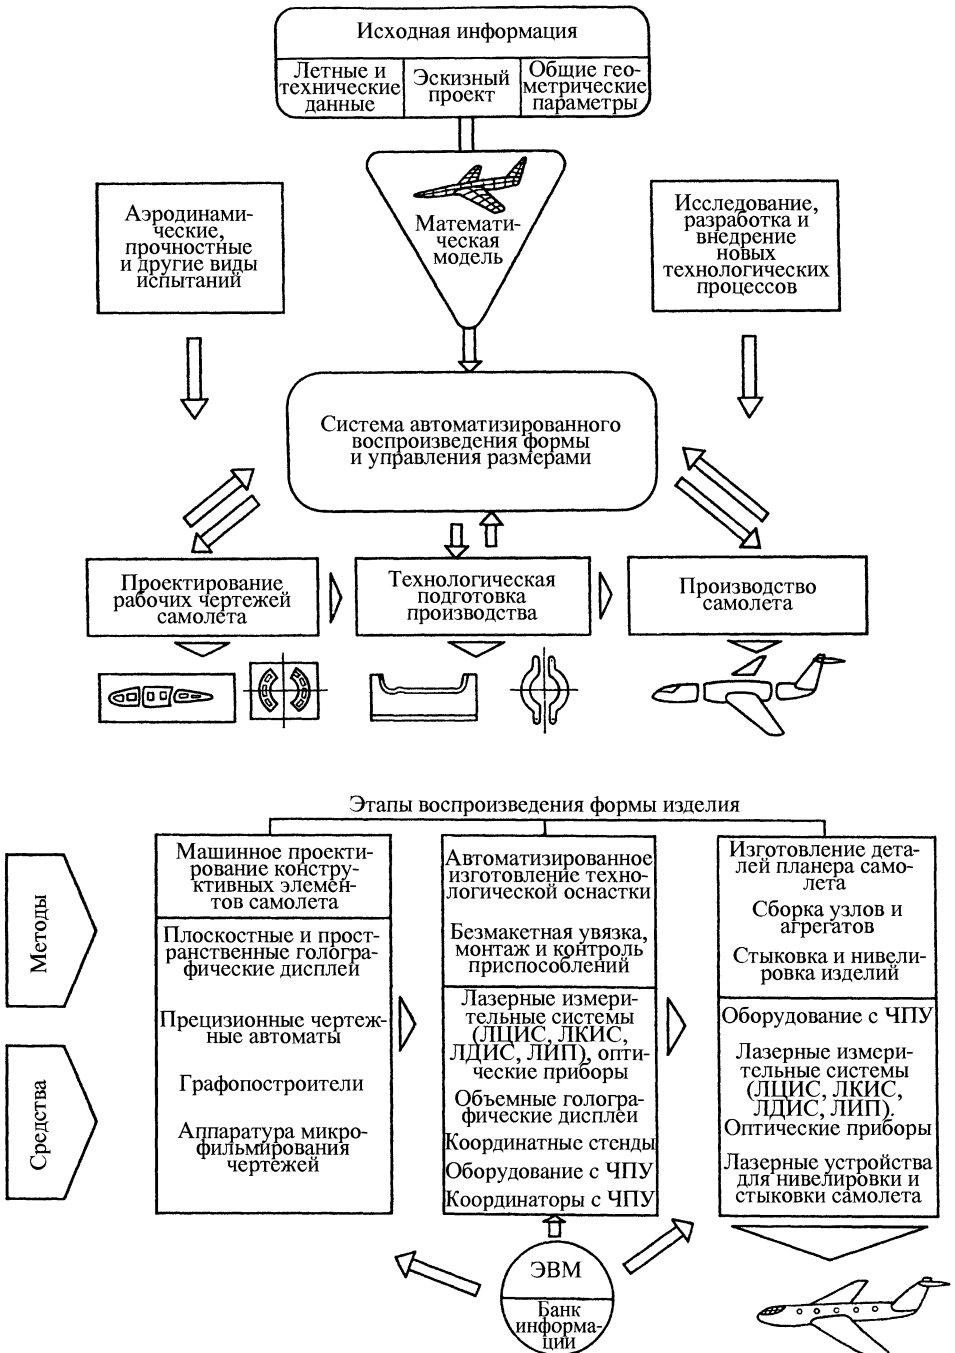 Исходная информация
Летные и
технические
данные
Эскизный
проект
Общие гео-
метрические
параметры
Математи-
ческая
модель
Аэродинами-
ческие,
прочностные
и другие виды
испытаний
Исследование,
разработка и
внедрение
новых
технологических
процессов
Система автоматизированного
воспроизведения формы
и управления размерами
Проектирование
рабочих чертежей
самолета
Технологическая
подготовка
производства
Производство
самолета
Этапы воспроизведения формы изделия
Методы
Средства
Машинное проекти-
рование констру-
ктивных элемен-
тов самолета
Плоскостные и прост-
ранственные гологра-
фические дисплей
Прецизионные чертеж-
ные автоматы
Графопостроители
Аппаратура микро-
фильмирования
чертежей
Автоматизированное
изготовление техно-
логической оснастки
Безмакетная увязка,
монтаж и контроль
приспособлений
Лазерные измери-
тельные системы
(ЛЦИС, ЛКИС,
ЛДИС, ЛИП), опти-
ческие приборы
Объемные гологра-
фические дисплеи
Координатные стенды
Оборудование с ЧПУ
Координаторы с ЧПУ
Изготовление дета-
лей планера само-
лета
Сборка узлов и
агрегатов
Стыковка и нивели-
ровка изделий
Оборудование с ЧПУ
Лазерные измери-
тельные системы
(ЛЦИС, ЛКИС,
ЛДИС, ЛИП).
Оптические приборы
Лазерные устройства
для нивелировки и
стыковки самолета
ЭВМ
Банк
информа-
ции